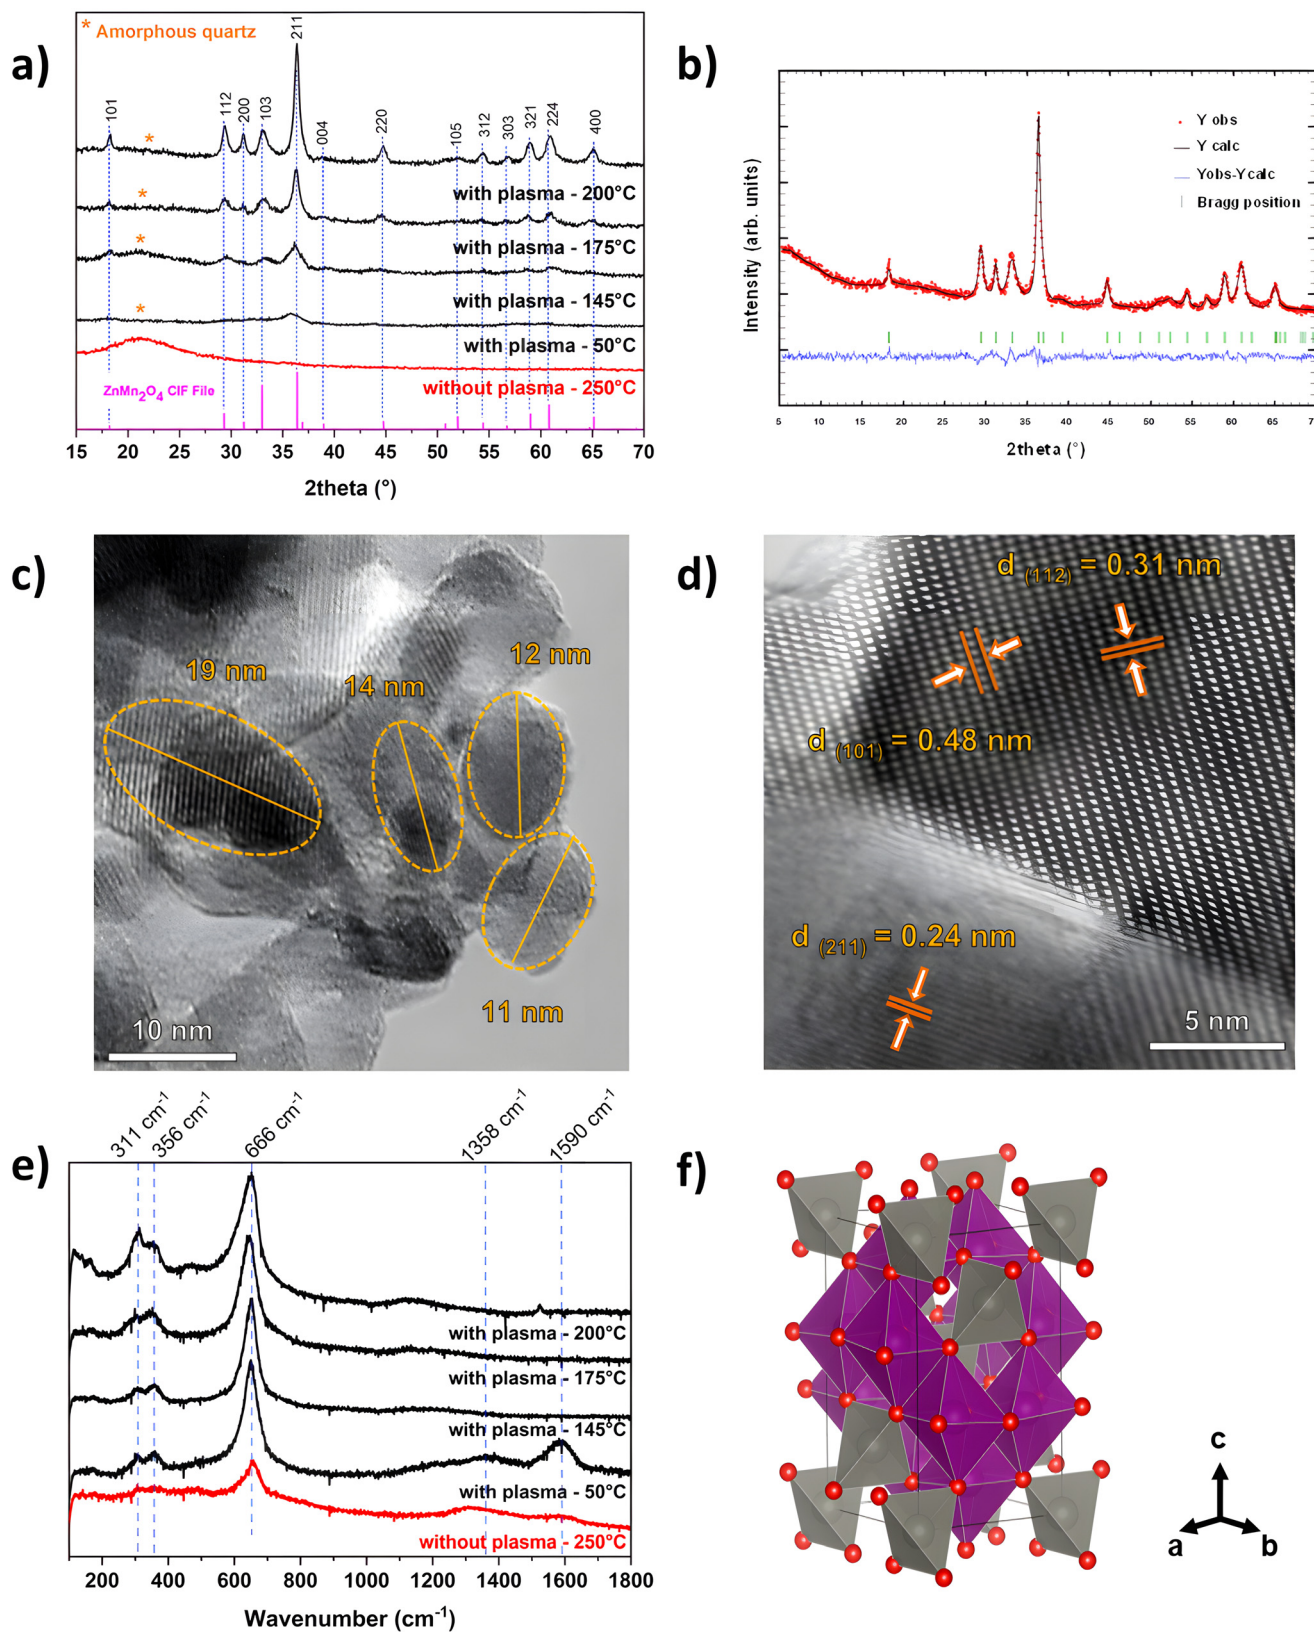 a)
* Amorphous quartz
101
112
200
103
211
004
220
105
312
303
321
224
400
with plasma - 200°C
with plasma - 175°C
with plasma - 145°C
with plasma - 50°C
without plasma - 250°C
ZnMn2O4 CIF File
15 20 25 30 35 40 45 50 55 60 65 70
2theta (°)
b)
Y obs
Y calc
Yobs-Ycalc
Bragg position
Intensity (arb. units)
5 10 15 20 25 30 35 40 45 50 55 60 65
2theta (°)
c)
19 nm
14 nm
12 nm
11 nm
10 nm
d)
d (112) = 0.31 nm
d (101) = 0.48 nm
d (211) = 0.24 nm
5 nm
e)
311 cm-1
356 cm-1
666 cm-1
1358 cm-1
1590 cm-1
with plasma - 200°C
with plasma - 175°C
with plasma - 145°C
with plasma - 50°C
without plasma - 250°C
200 400 600 800 1000 1200 1400 1600 1800
Wavenumber (cm-1)
f)
c
a
b